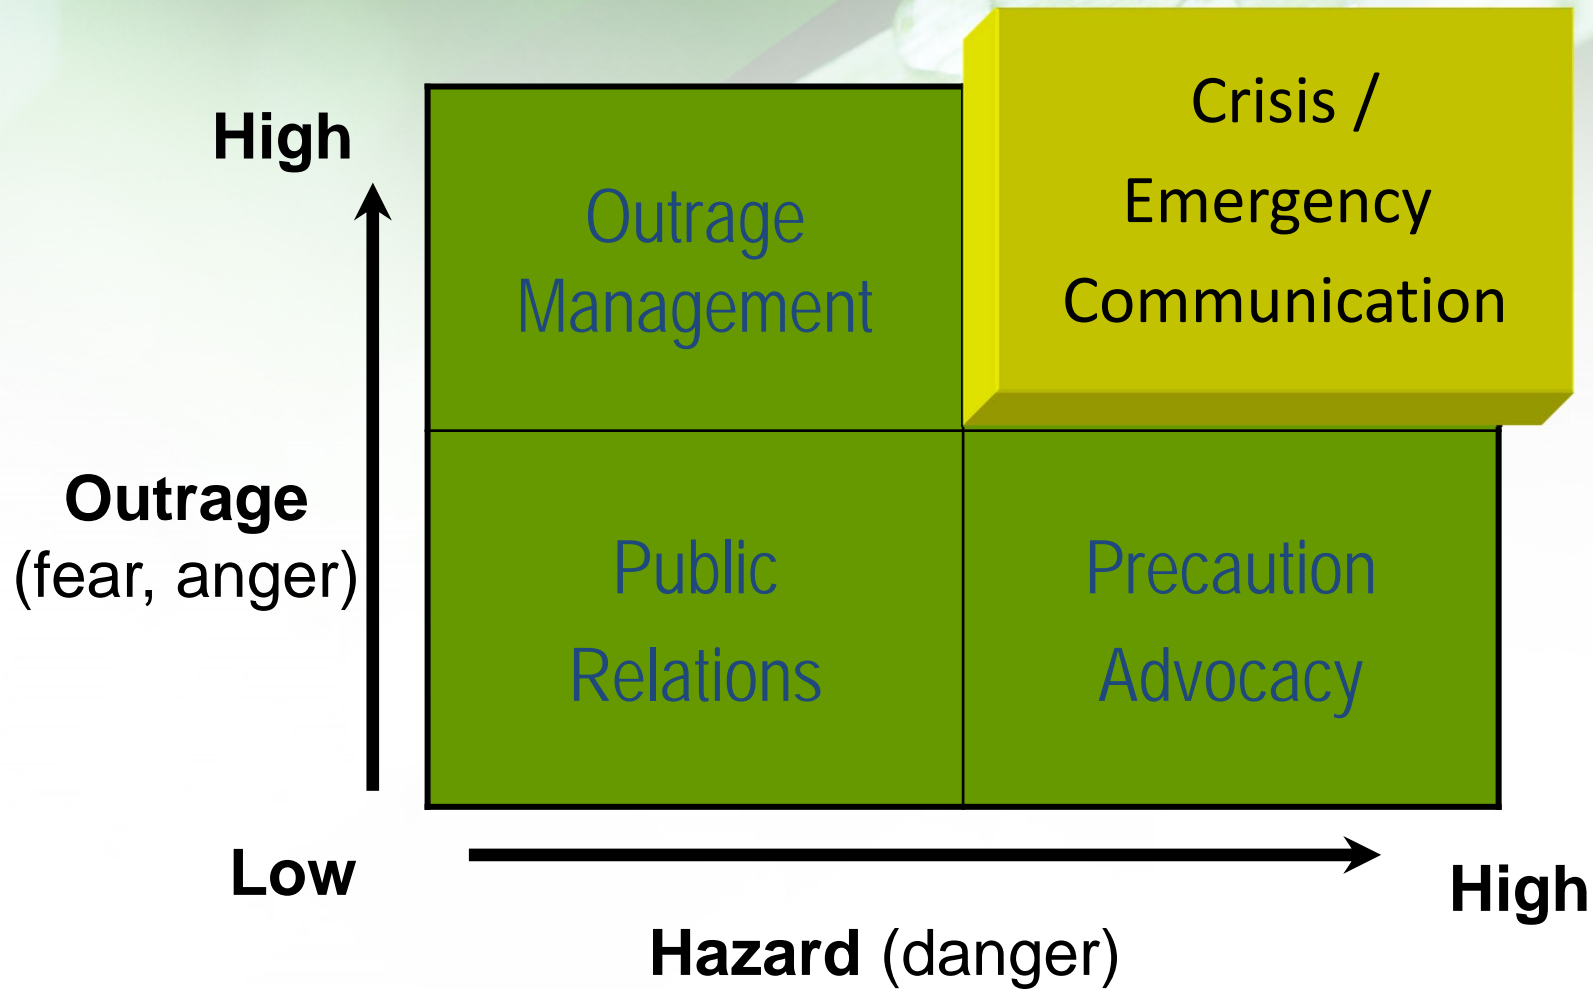 High
Outrage
Management
Crisis /
Emergency
Communication
Outrage
(fear, anger)
Public
Relations
Precaution
Advocacy
Low
High
Hazard (danger)